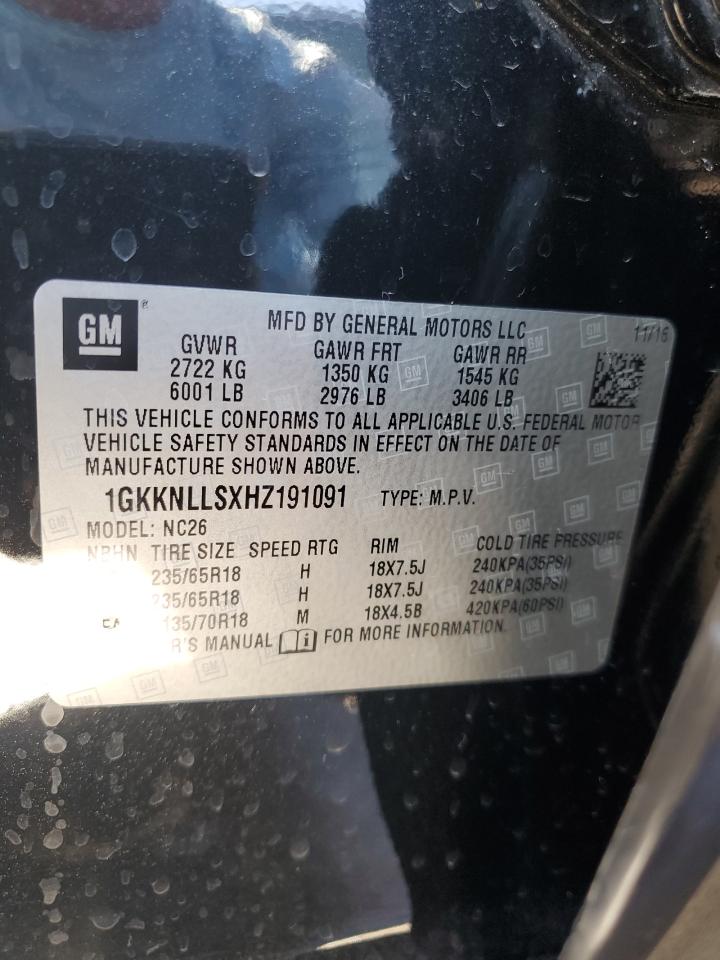 GM ® MFD BY GENERAL MOTORS LLC 11/16
GVWR GAWR FRT GAWR RR
2722 KG 1350 KG 1545 KG
6001 LB 2976 LB 3406 LB
THIS VEHICLE CONFORMS TO ALL APPLICABLE U.S. FEDERAL MOTOR
VEHICLE SAFETY STANDARDS IN EFFECT ON THE DATE OF
MANUFACTURE SHOWN ABOVE.
1GKKNLLSXHZ191091 TYPE: M.P.V.
MODEL: NC26
NBHN TIRE SIZE SPEED RTG RIM COLD TIRE PRESSURE
235/65R18 H 18X7.5J 240KPA(35PSI)
235/65R18 H 18X7.5J 240KPA(35PSI)
135/70R18 M 18X4.5B 420KPA(60PSI)
R'S MANUAL FOR MORE INFORMATION.